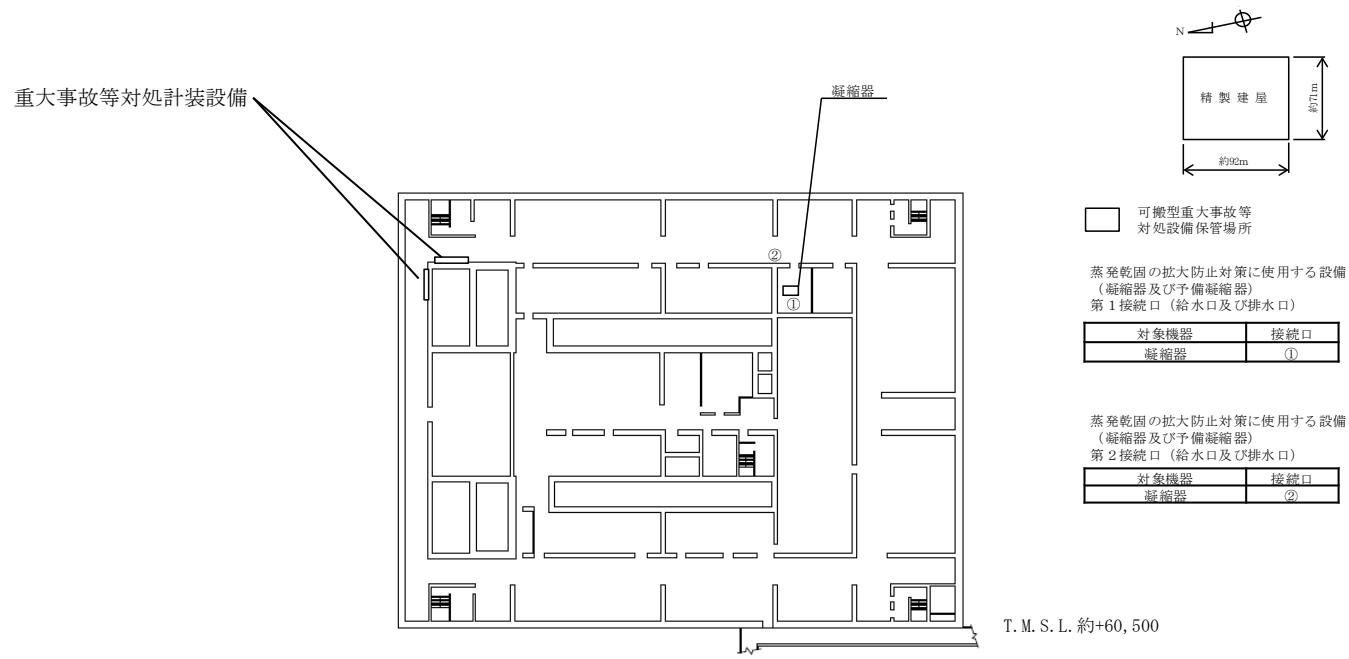 重大事故等対処計装設備
凝縮器
②
①
T.M.S.L.約+60,500
N
精製建屋
約71m
約92m
可搬型重大事故等
対処設備保管場所
蒸発乾固の拡大防止対策に使用する設備
（凝縮器及び予備凝縮器）
第１接続口（給水口及び排水口）
対象機器 接続口
凝縮器 ①
蒸発乾固の拡大防止対策に使用する設備
（凝縮器及び予備凝縮器）
第２接続口（給水口及び排水口）
対象機器 接続口
凝縮器 ②